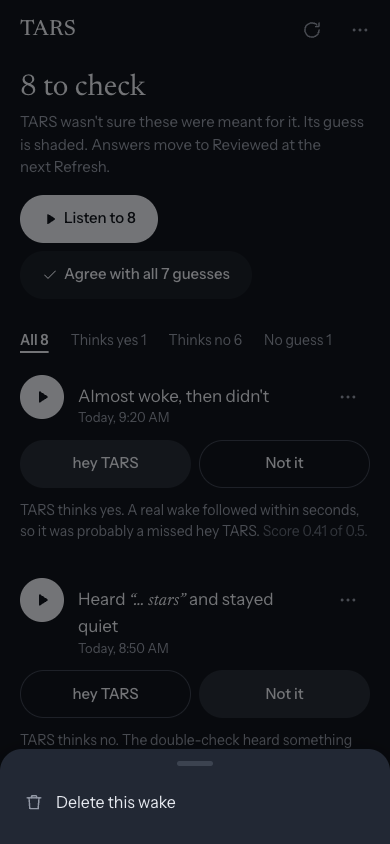 TARS
8 to check
TARS wasn't sure these were meant for it. Its guess
is shaded. Answers move to Reviewed at the
next Refresh.
Listen to 8
Agree with all 7 guesses
All 8 Thinks yes 1 Thinks no 6 No guess 1
Almost woke, then didn't
Today, 9:20 AM
hey TARS Not it
TARS thinks yes. A real wake followed within seconds,
so it was probably a missed hey TARS. Score 0.41 of 0.5.
Heard “… stars” and stayed
quiet
Today, 8:50 AM
hey TARS Not it
TARS thinks no. The double-check heard something
Delete this wake